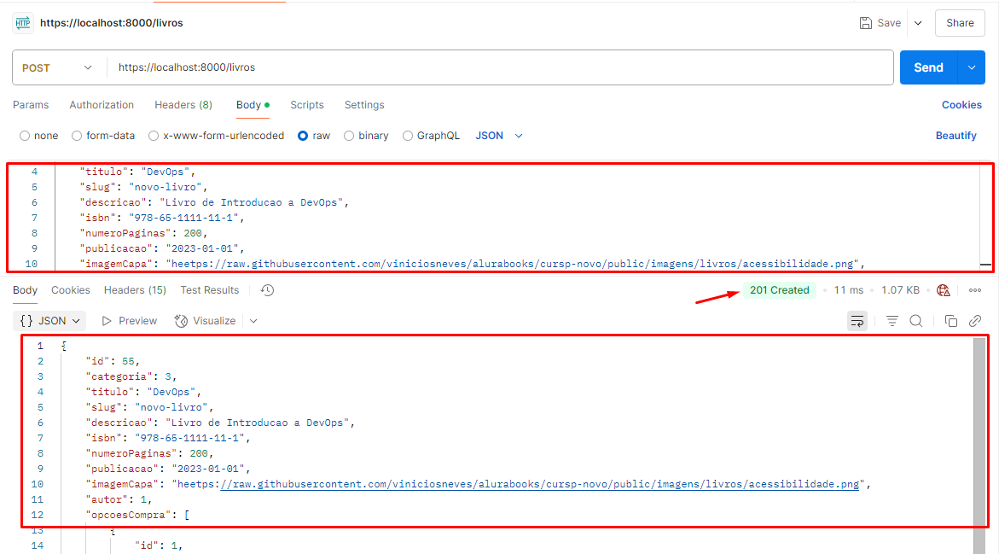 HTTP https://localhost:8000/livros Save Share
POST https://localhost:8000/livros Send
Params Authorization Headers (8) Body Scripts Settings Cookies
none form-data x-www-form-urlencoded raw binary GraphQL JSON Beautify
4 "titulo": "DevOps",
5 "slug": "novo-livro",
6 "descricao": "Livro de Introducao a DevOps",
7 "isbn": "978-65-1111-11-1",
8 "numeroPaginas": 200,
9 "publicacao": "2023-01-01",
10 "imagemCapa": "heetps://raw.githubusercontent.com/viniciosneves/alurabooks/cursp-novo/public/imagens/livros/acessibilidade.png",
Body Cookies Headers (15) Test Results 201 Created 11 ms 1.07 KB
{} JSON Preview Visualize
1 {
2 "id": 55,
3 "categoria": 3,
4 "titulo": "DevOps",
5 "slug": "novo-livro",
6 "descricao": "Livro de Introducao a DevOps",
7 "isbn": "978-65-1111-11-1",
8 "numeroPaginas": 200,
9 "publicacao": "2023-01-01",
10 "imagemCapa": "heetps://raw.githubusercontent.com/viniciosneves/alurabooks/cursp-novo/public/imagens/livros/acessibilidade.png",
11 "autor": 1,
12 "opcoesCompra": [
13 {
14 "id": 1,